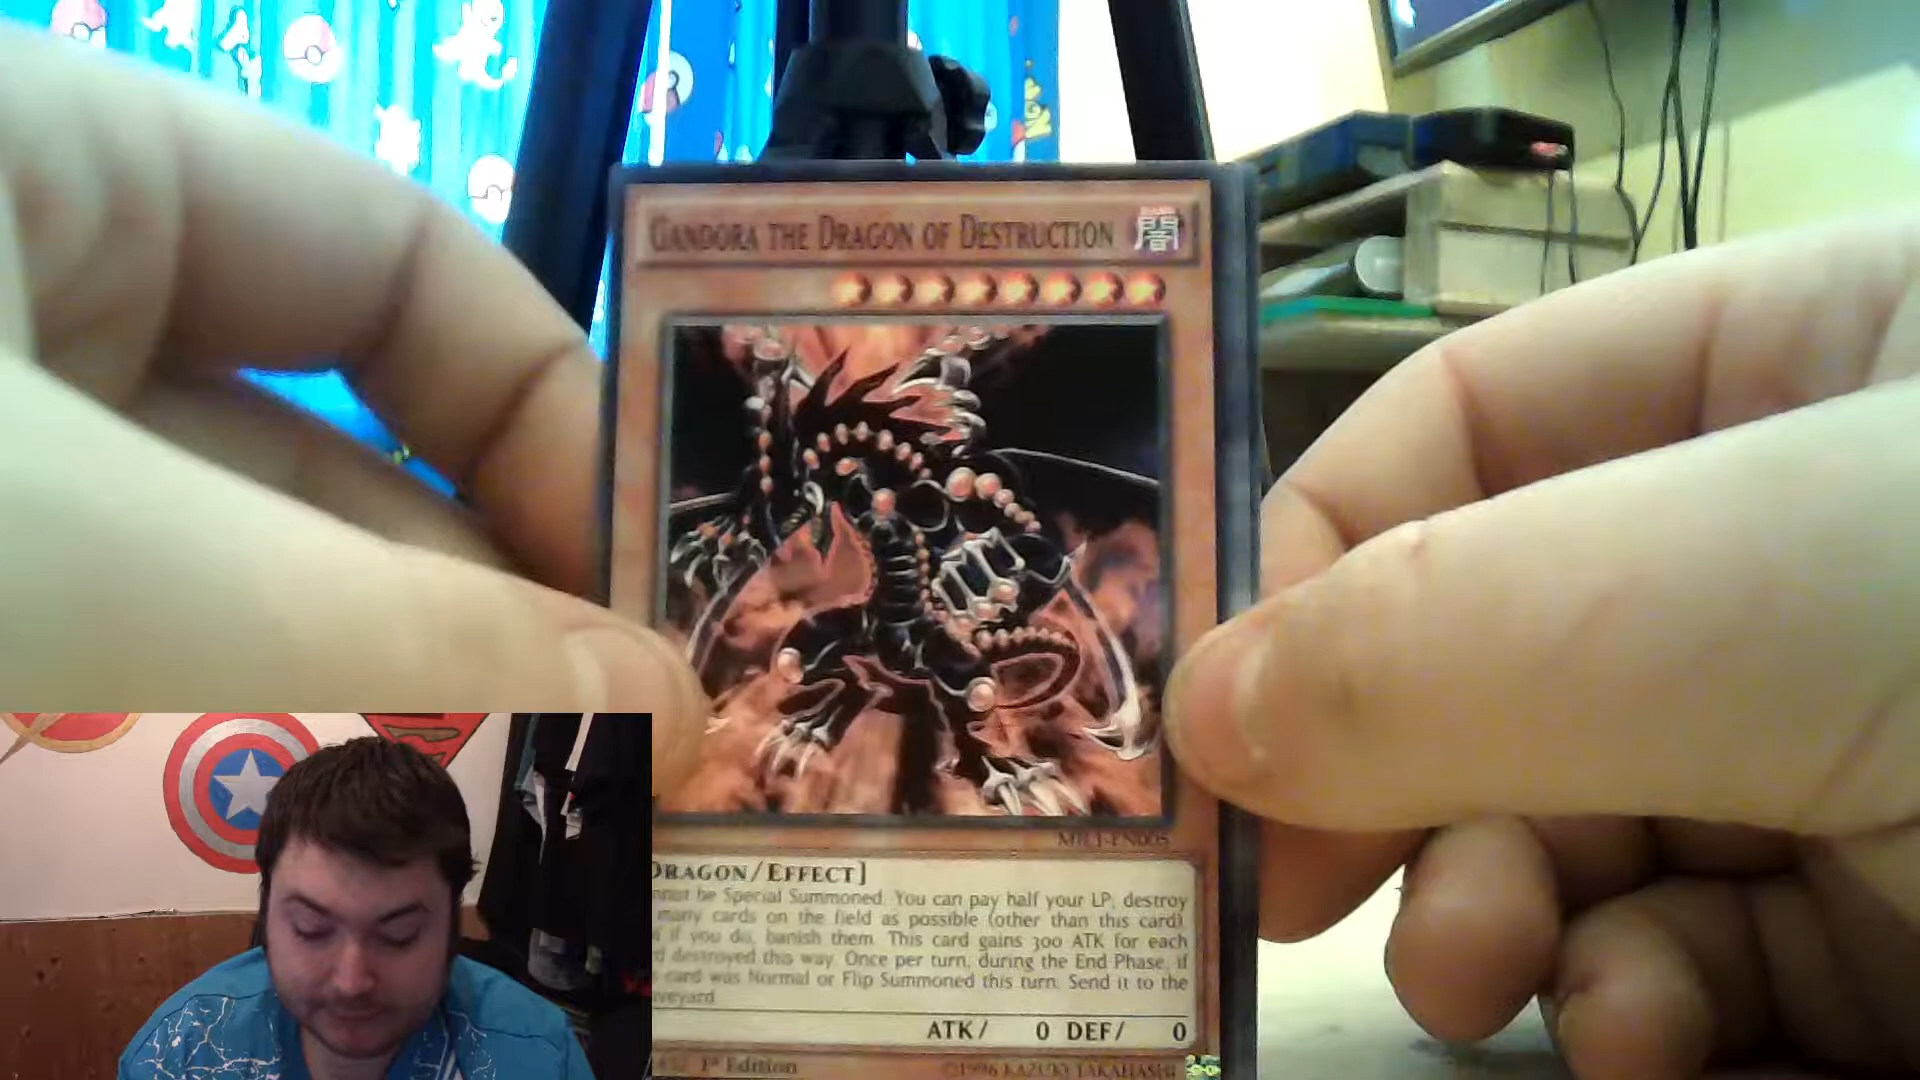 GANDORA THE DRAGON OF DESTRUCTION
闇
MIL1-EN005
DRAGON/EFFECT]
be Special Summoned. You can pay half your LP, destroy
many cards on the field as possible (other than this card),
if you do, banish them. This card gains 300 ATK for each
destroyed this way. Once per turn, during the End Phase, if
card was Normal or Flip Summoned this turn: Send it to the
ATK/ 0 DEF/ 0
1st Edition
©1996 KAZUKI TAKAHASHI